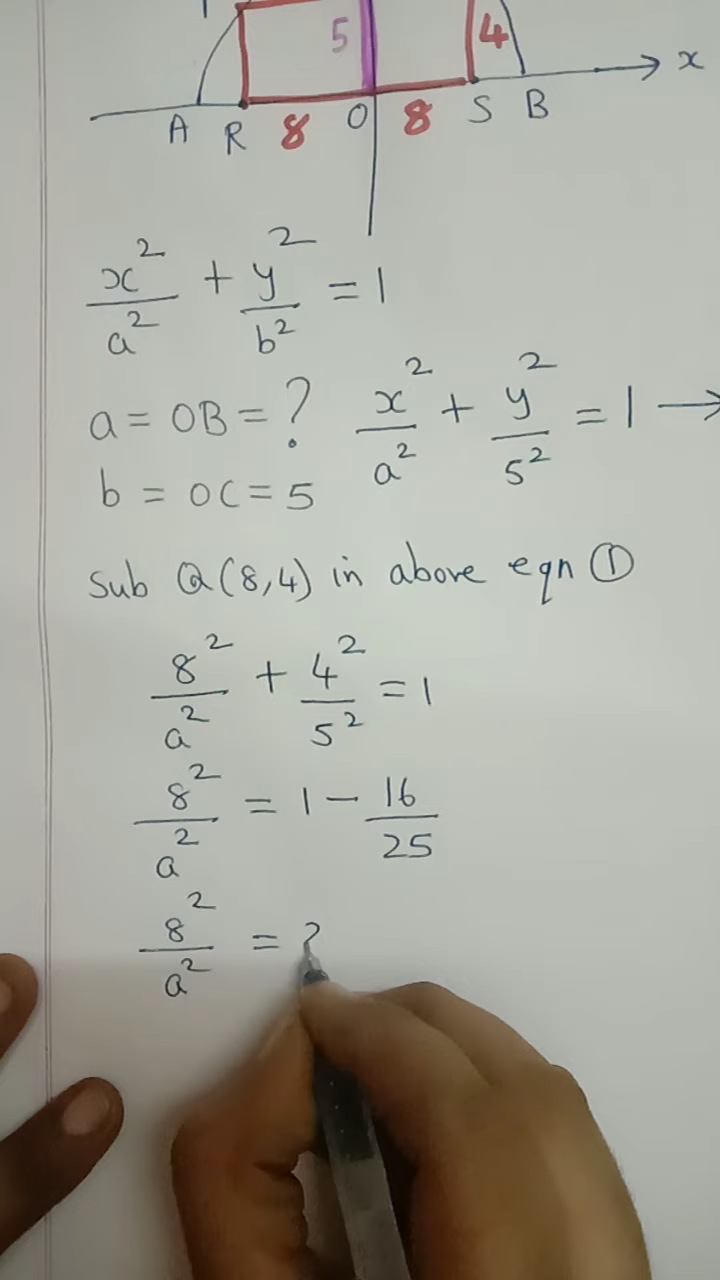 5 4
A R 8 O 8 S B x
x²/a² + y²/b² = 1
a = OB = ? x²/a² + y²/5² = 1 →
b = OC = 5
Sub Q(8,4) in above eqn ①
8²/a² + 4²/5² = 1
8²/a² = 1 - 16/25
8²/a² =